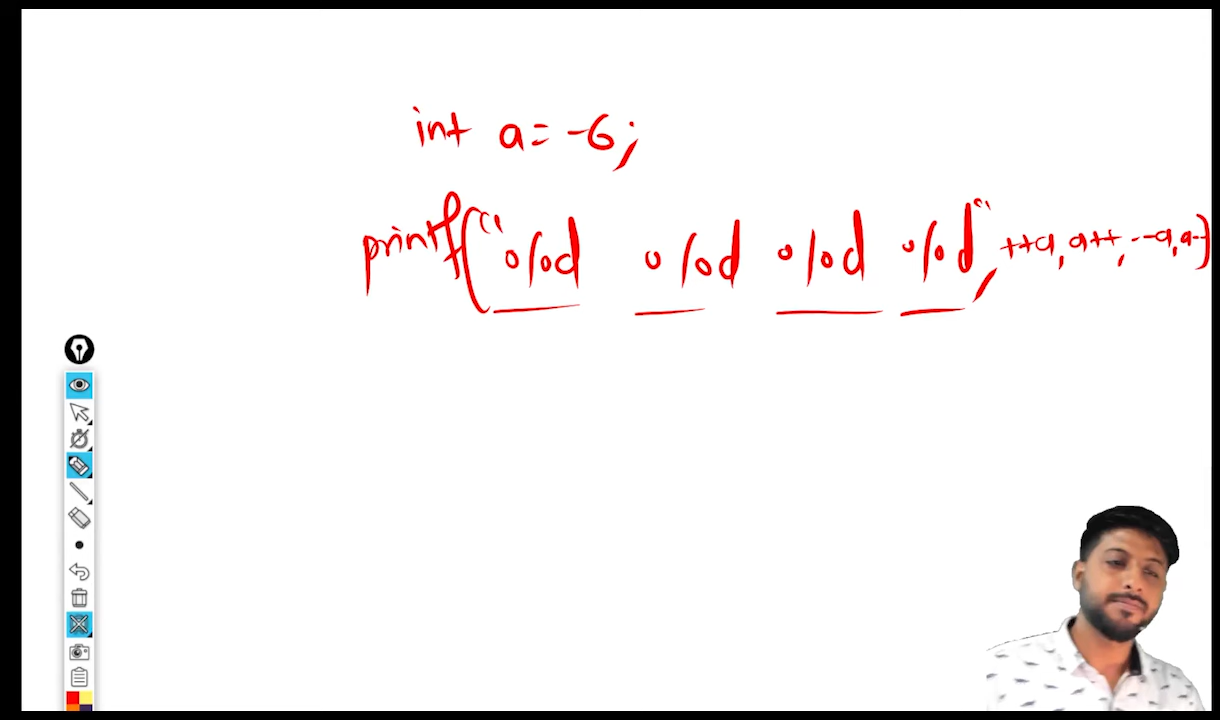 int a = -6;
printf("%d %d %d %d", ++a, a++, --a, a--)